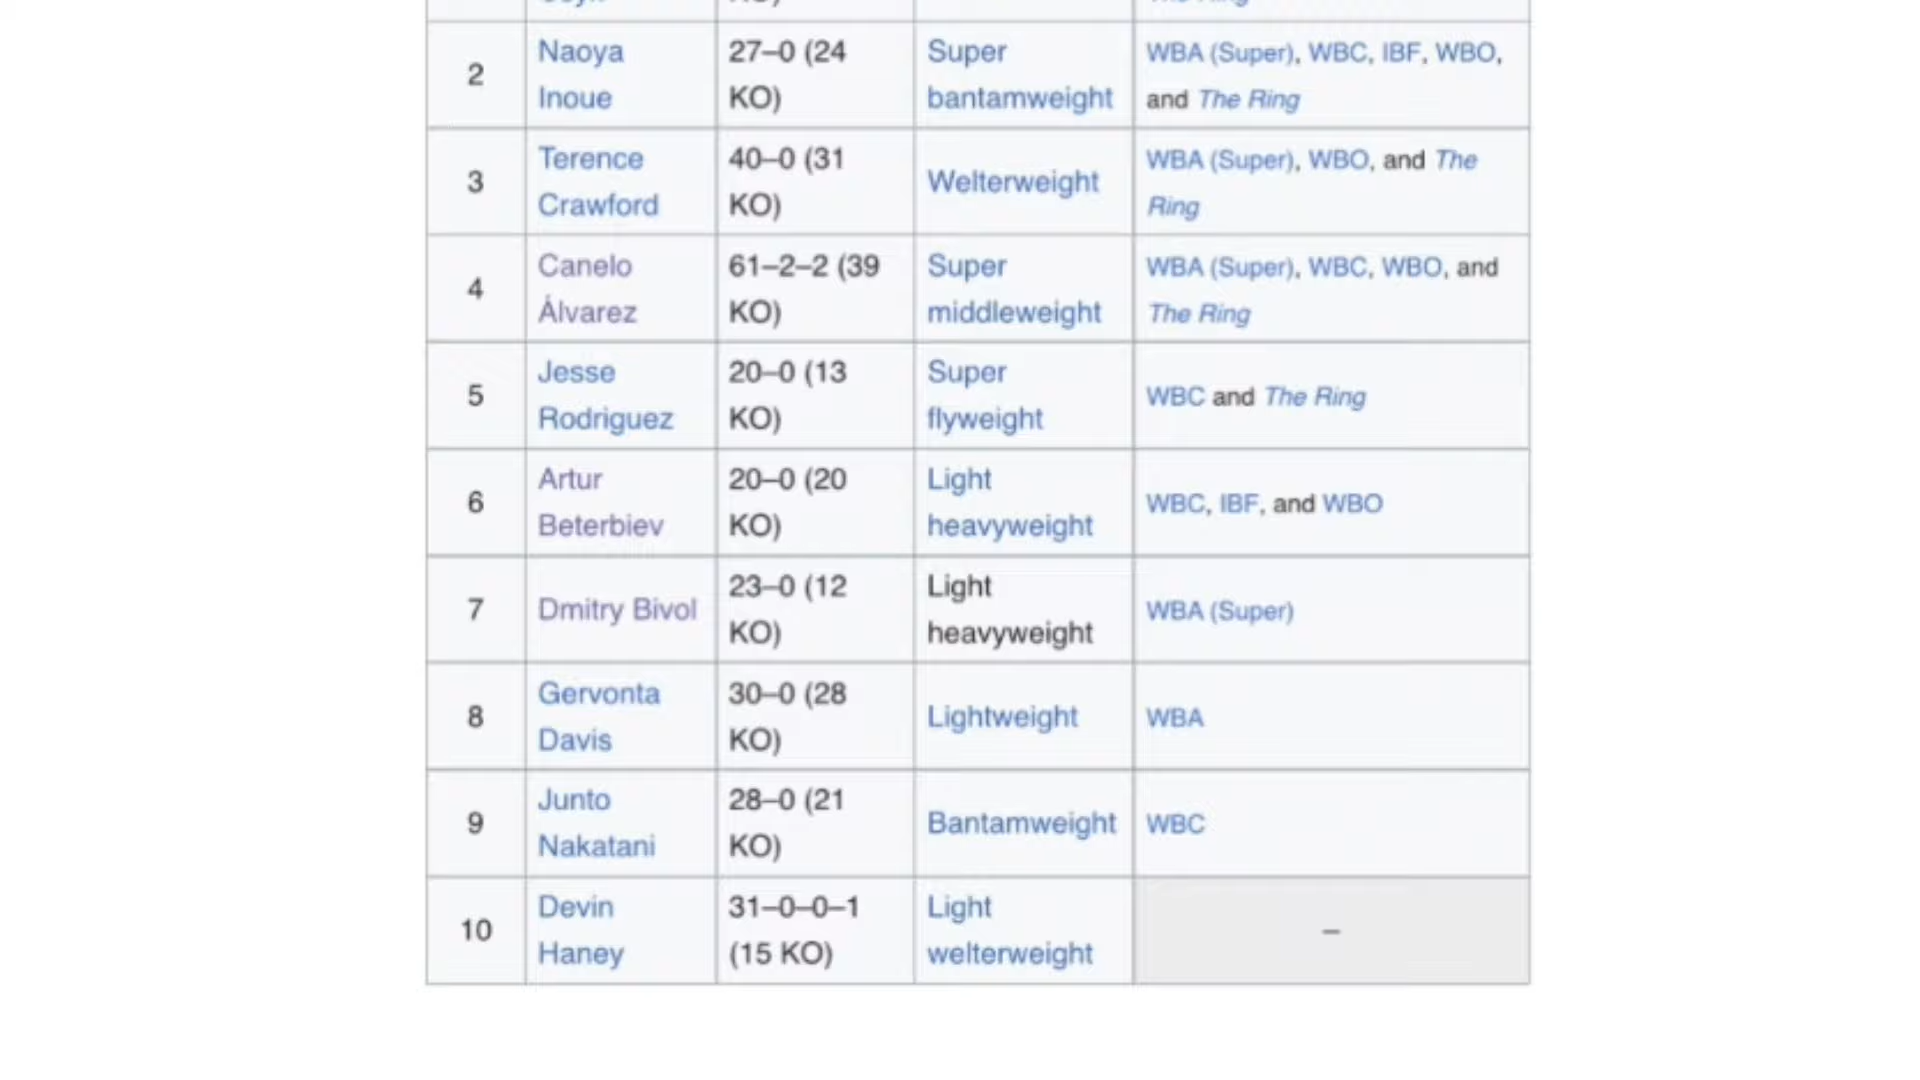 2
Naoya
Inoue
27–0 (24
KO)
Super
bantamweight
WBA (Super), WBC, IBF, WBO,
and The Ring
3
Terence
Crawford
40–0 (31
KO)
Welterweight
WBA (Super), WBO, and The
Ring
4
Canelo
Álvarez
61–2–2 (39
KO)
Super
middleweight
WBA (Super), WBC, WBO, and
The Ring
5
Jesse
Rodriguez
20–0 (13
KO)
Super
flyweight
WBC and The Ring
6
Artur
Beterbiev
20–0 (20
KO)
Light
heavyweight
WBC, IBF, and WBO
7
Dmitry Bivol
23–0 (12
KO)
Light
heavyweight
WBA (Super)
8
Gervonta
Davis
30–0 (28
KO)
Lightweight
WBA
9
Junto
Nakatani
28–0 (21
KO)
Bantamweight
WBC
10
Devin
Haney
31–0–0–1
(15 KO)
Light
welterweight
–